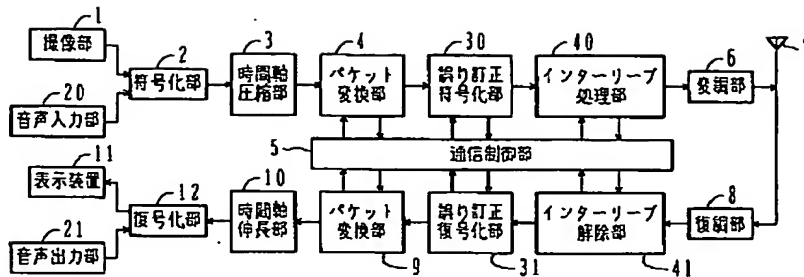 1
撮像部
2
符号化部
20
音声入力部
3
時間軸
圧縮部
4
パケット
変換部
30
誤り訂正
符号化部
40
インターリーブ
処理部
6
変調部
5
通信制御部
11
表示装置
12
復号化部
21
音声出力部
10
時間軸
伸長部
パケット
変換部
9
誤り訂正
復号化部
31
インターリーブ
解除部
41
8
復調部